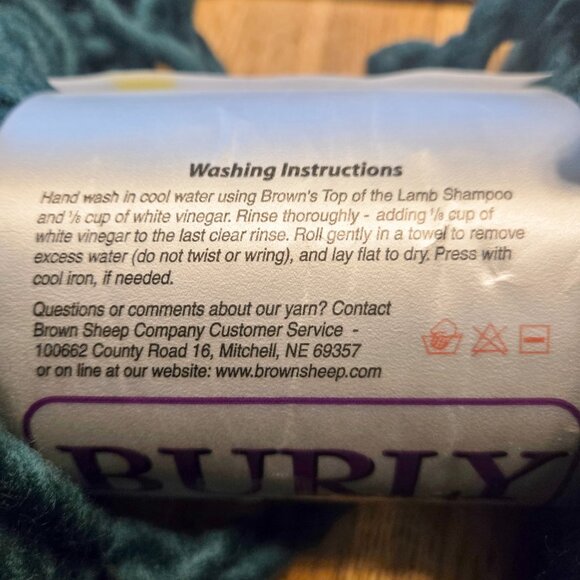 Washing Instructions
Hand wash in cool water using Brown's Top of the Lamb Shampoo
and ⅛ cup of white vinegar. Rinse thoroughly - adding ⅛ cup of
white vinegar to the last clear rinse. Roll gently in a towel to remove
excess water (do not twist or wring), and lay flat to dry. Press with
cool iron, if needed.
Questions or comments about our yarn? Contact
Brown Sheep Company Customer Service -
100662 County Road 16, Mitchell, NE 69357
or on line at our website: www.brownsheep.com
BURLY